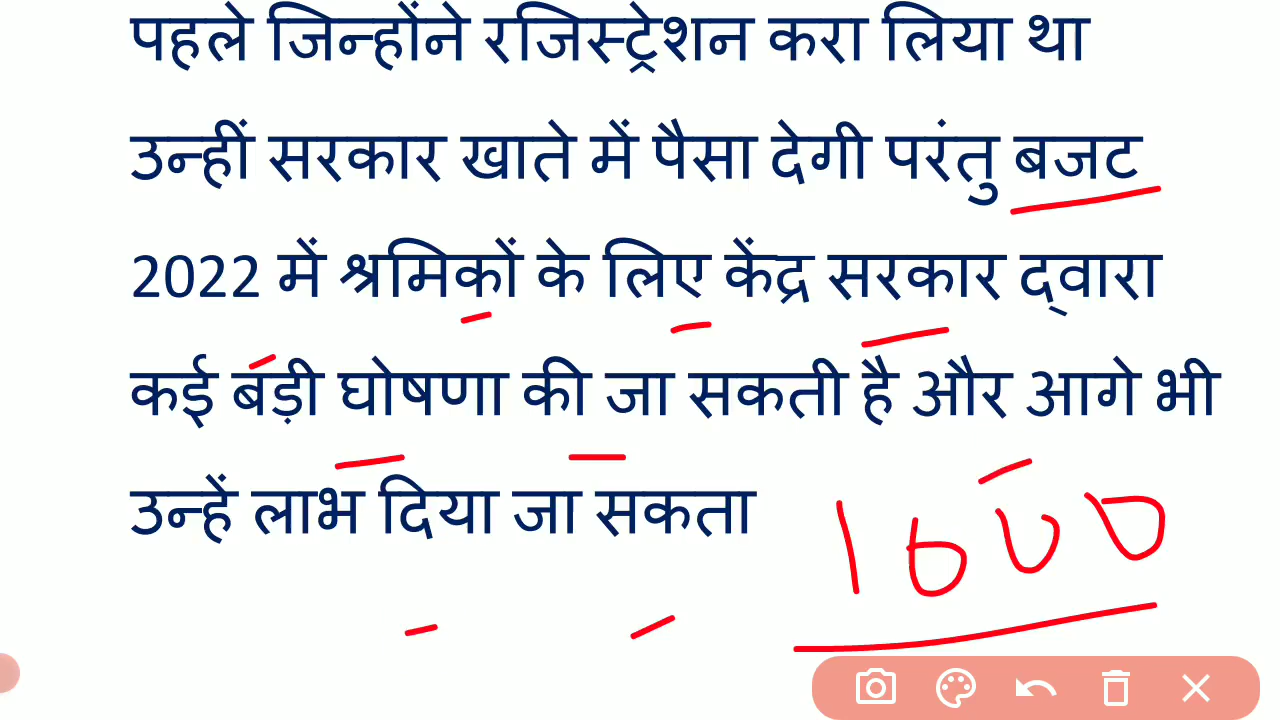 पहले जिन्होंने रजिस्ट्रेशन करा लिया था
उन्हीं सरकार खाते में पैसा देगी परंतु बजट
2022 में श्रमिकों के लिए केंद्र सरकार द्वारा
कई बड़ी घोषणा की जा सकती है और आगे भी
उन्हें लाभ दिया जा सकता
1000